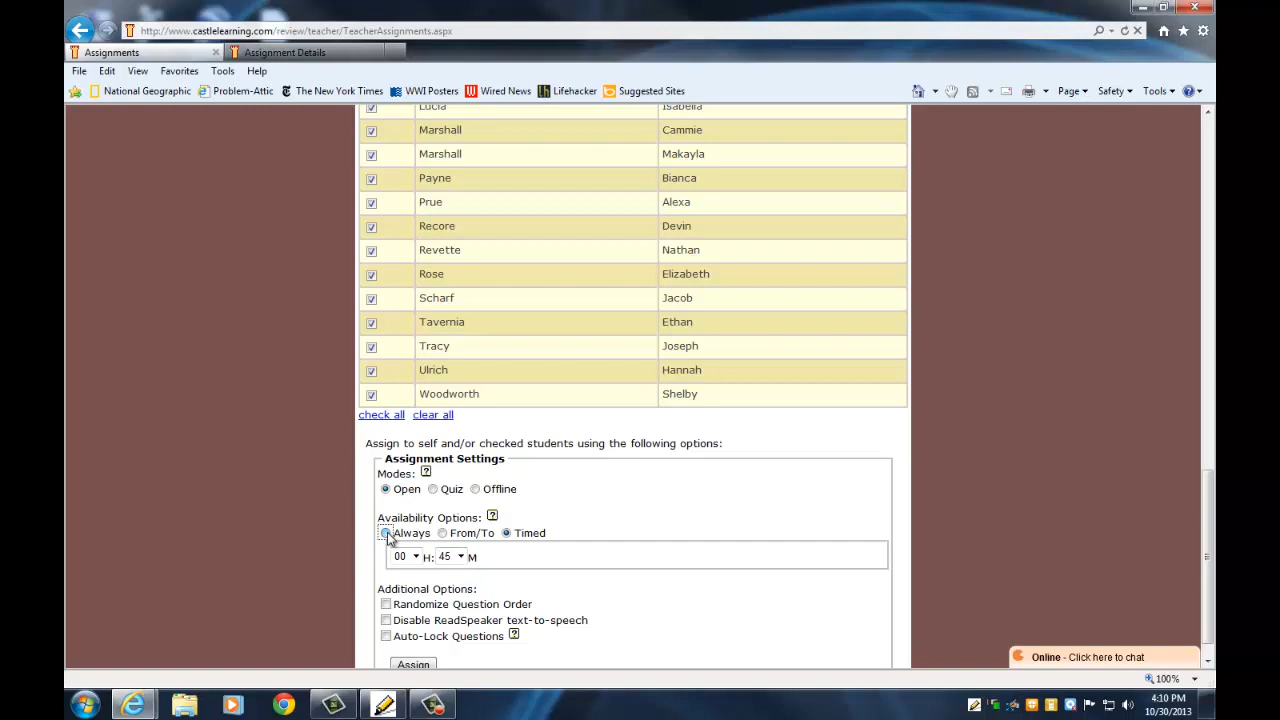 http://www.castlelearning.com/review/teacher/TeacherAssignments.aspx
Assignments
Assignment Details
File Edit View Favorites Tools Help
National Geographic Problem-Attic The New York Times WWI Posters Wired News Lifehacker Suggested Sites Page Safety Tools
Lucia Isabella
Marshall Cammie
Marshall Makayla
Payne Bianca
Prue Alexa
Recore Devin
Revette Nathan
Rose Elizabeth
Scharf Jacob
Tavernia Ethan
Tracy Joseph
Ulrich Hannah
Woodworth Shelby
check all clear all
Assign to self and/or checked students using the following options:
Assignment Settings
Modes: ?
Open Quiz Offline
Availability Options: ?
Always From/To Timed
00 H: 45 M
Additional Options:
Randomize Question Order
Disable ReadSpeaker text-to-speech
Auto-Lock Questions ?
Assign
Online - Click here to chat
100%
4:10 PM
10/30/2013